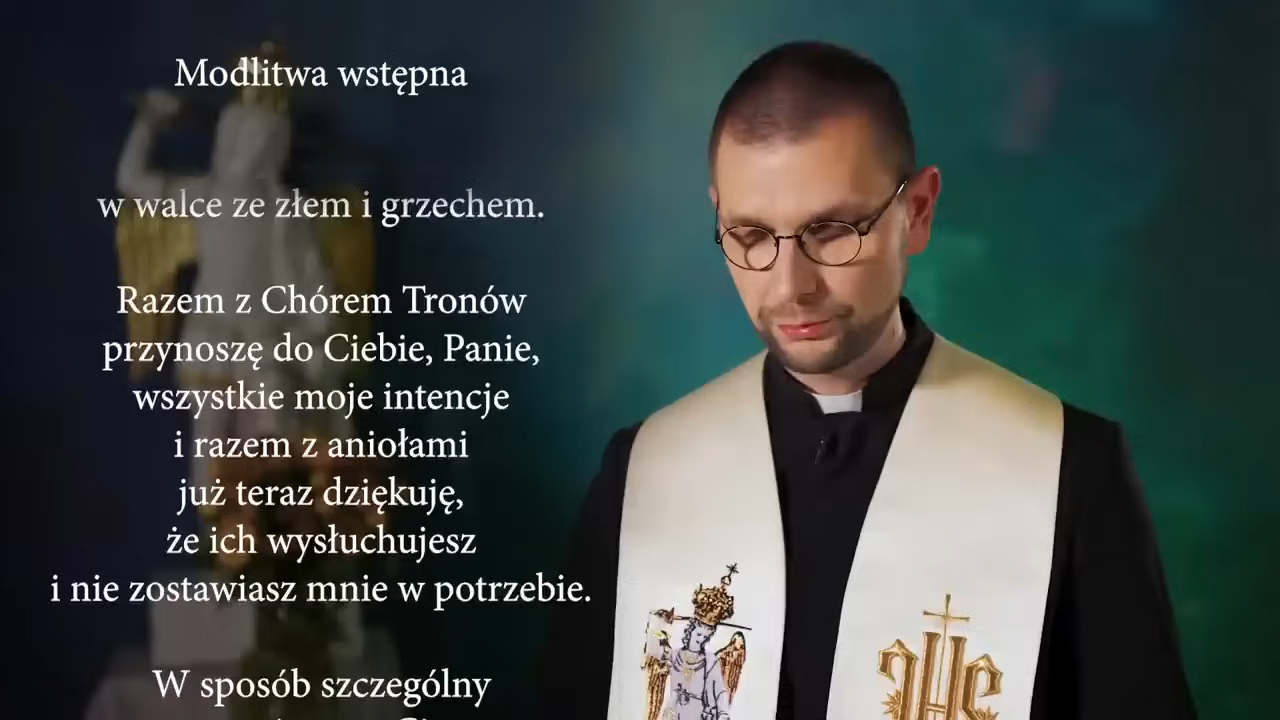 Modlitwa wstępna
w walce ze złem i grzechem.
Razem z Chórem Tronów
przynoszę do Ciebie, Panie,
wszystkie moje intencje
i razem z aniołami
już teraz dziękuję,
że ich wysłuchujesz
i nie zostawiasz mnie w potrzebie.
W sposób szczególny
IHS